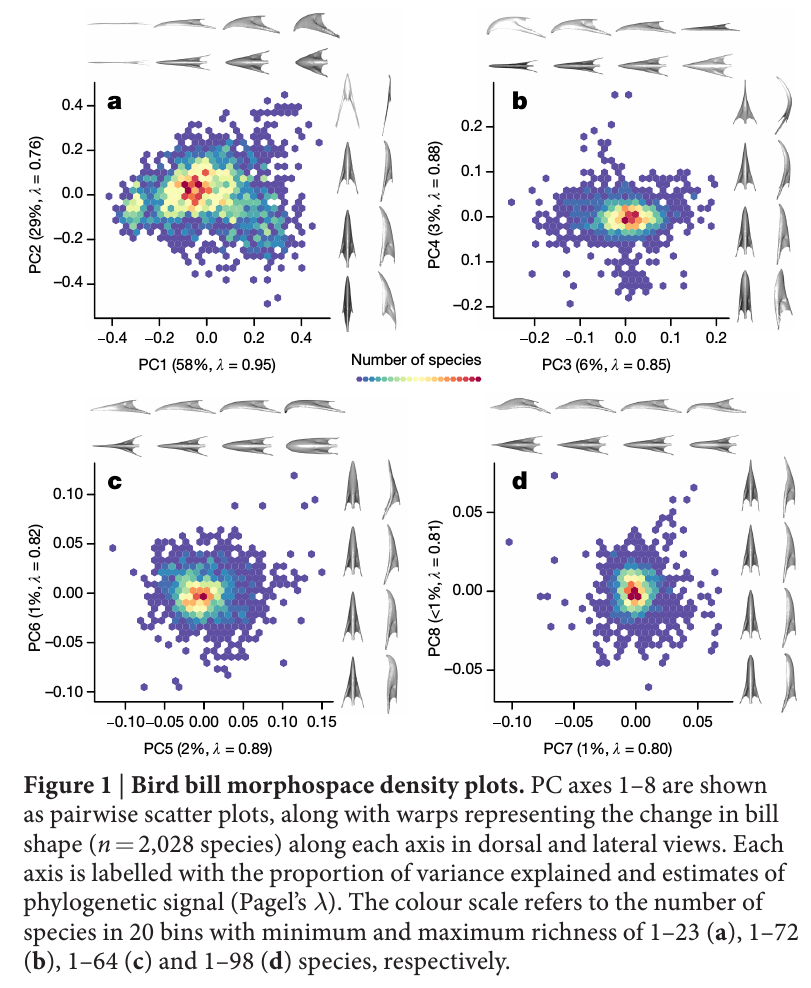 a
0.4
0.2
0.0
−0.2
−0.4
PC2 (29%, λ = 0.76)
−0.4 −0.2 0.0 0.2 0.4
PC1 (58%, λ = 0.95)
b
0.2
0.1
0.0
0.1
−0.2
PC4 (3%, λ = 0.88)
−0.2 −0.1 0.0 0.1 0.2
PC3 (6%, λ = 0.85)
Number of species
c
0.10
0.05
0.00
−0.05
−0.10
PC6 (1%, λ = 0.82)
−0.10 −0.05 0.00 0.05 0.10 0.15
PC5 (2%, λ = 0.89)
d
0.05
0.00
−0.05
PC8 (<1%, λ = 0.81)
−0.10 −0.05 0.00 0.05
PC7 (1%, λ = 0.80)
Figure 1 | Bird bill morphospace density plots. PC axes 1–8 are shown
as pairwise scatter plots, along with warps representing the change in bill
shape (n = 2,028 species) along each axis in dorsal and lateral views. Each
axis is labelled with the proportion of variance explained and estimates of
phylogenetic signal (Pagel’s λ). The colour scale refers to the number of
species in 20 bins with minimum and maximum richness of 1–23 (a), 1–72
(b), 1–64 (c) and 1–98 (d) species, respectively.